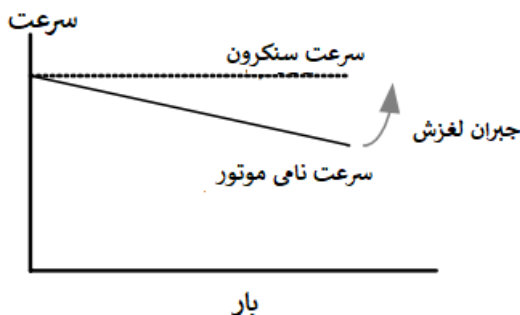 سرعت
سرعت سنکرون
جبران لغزش
سرعت نامی موتور
بار